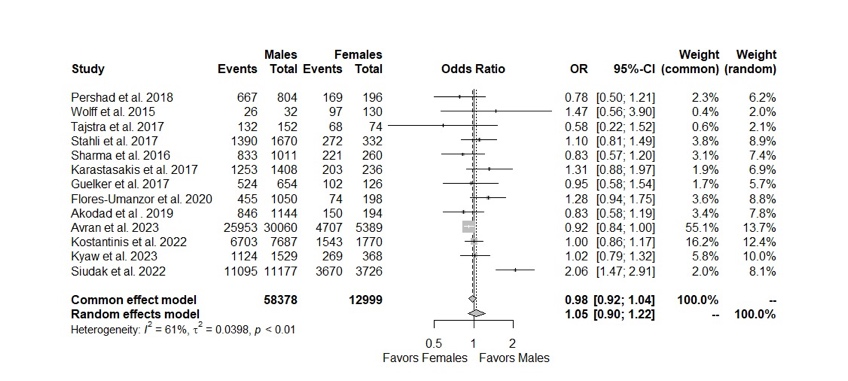 Males Females Weight Weight
Study Events Total Events Total Odds Ratio OR 95%-CI (common) (random)
Pershad et al. 2018 667 804 169 196 0.78 [0.50; 1.21] 2.3% 6.2%
Wolff et al. 2015 26 32 97 130 1.47 [0.56; 3.90] 0.4% 2.0%
Tajstra et al. 2017 132 152 68 74 0.58 [0.22; 1.52] 0.6% 2.1%
Stahli et al. 2017 1390 1670 272 332 1.10 [0.81; 1.49] 3.8% 8.9%
Sharma et al. 2016 833 1011 221 260 0.83 [0.57; 1.20] 3.1% 7.4%
Karastasakis et al. 2017 1253 1408 203 236 1.31 [0.88; 1.97] 1.9% 6.9%
Guelker et al. 2017 524 654 102 126 0.95 [0.58; 1.54] 1.7% 5.7%
Flores-Umanzor et al. 2020 455 1050 74 198 1.28 [0.94; 1.75] 3.6% 8.8%
Akodad et al . 2019 846 1144 150 194 0.83 [0.58; 1.19] 3.4% 7.8%
Avran et al. 2023 25953 30060 4707 5389 0.92 [0.84; 1.00] 55.1% 13.7%
Kostantinis et al. 2022 6703 7687 1543 1770 1.00 [0.86; 1.17] 16.2% 12.4%
Kyaw et al. 2023 1124 1529 269 368 1.02 [0.79; 1.32] 5.8% 10.0%
Siudak et al. 2022 11095 11177 3670 3726 2.06 [1.47; 2.91] 2.0% 8.1%
Common effect model 58378 12999 0.98 [0.92; 1.04] 100.0% --
Random effects model 1.05 [0.90; 1.22] -- 100.0%
Heterogeneity: I² = 61%, τ² = 0.0398, p < 0.01
0.5 1 2
Favors Females Favors Males